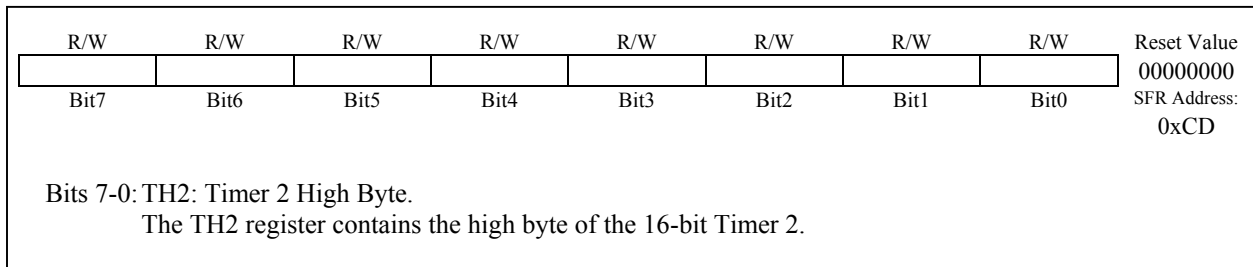 R/W R/W R/W R/W R/W R/W R/W R/W Reset Value
00000000
Bit7 Bit6 Bit5 Bit4 Bit3 Bit2 Bit1 Bit0 SFR Address:
0xCD
Bits 7-0: TH2: Timer 2 High Byte.
The TH2 register contains the high byte of the 16-bit Timer 2.